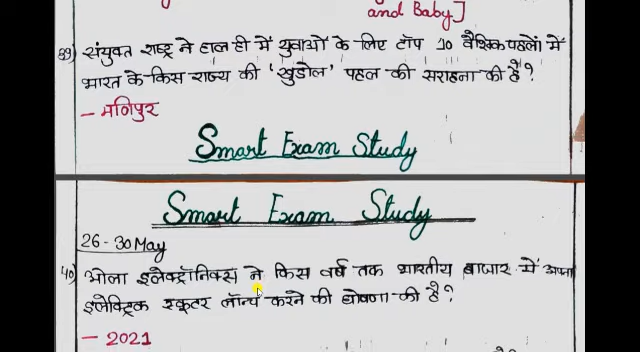 and Baby]
39) संयुक्त राष्ट्र ने हाल ही में युवाओं के लिए टॉप 10 वैश्विक पहलों में
भारत के किस राज्य की 'खुडोल' पहल की सराहना की है?
- मणिपुर
Smart Exam Study
Smart Exam Study
26-30 May
40) ओला इलेक्ट्रॉनिक्स ने किस वर्ष तक भारतीय बाजार में अपना
इलेक्ट्रिक स्कूटर लॉन्च करने की घोषणा की है?
- 2021